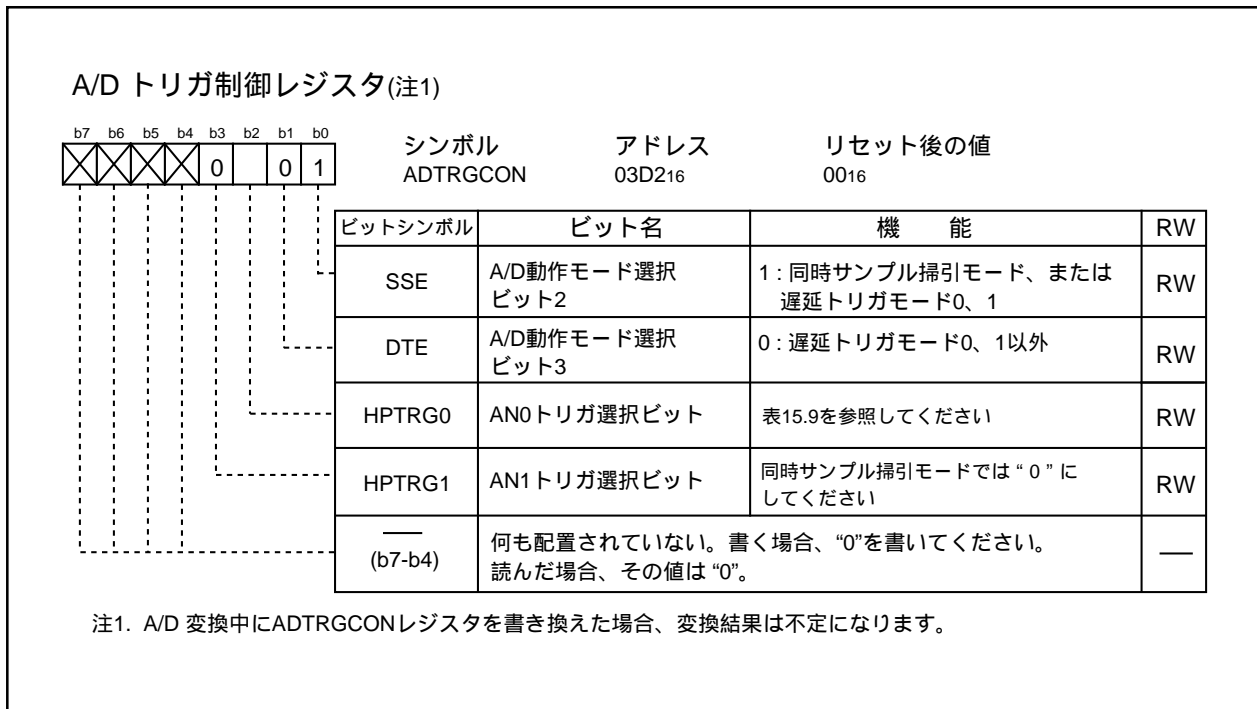 A/D トリガ制御レジスタ(注1)
b7 b6 b5 b4 b3 b2 b1 b0
0 0 1
シンボル アドレス リセット後の値
ADTRGCON 03D216 0016
ビットシンボル ビット名 機 能 RW
SSE A/D動作モード選択 1 : 同時サンプル掃引モード、または RW
ビット2 遅延トリガモード0、1
DTE A/D動作モード選択 0 : 遅延トリガモード0、1以外 RW
ビット3
HPTRG0 AN0トリガ選択ビット 表15.9を参照してください RW
HPTRG1 AN1トリガ選択ビット 同時サンプル掃引モードでは “ 0 ” に RW
してください
(b7-b4) 何も配置されていない。書く場合、“0”を書いてください。 —
読んだ場合、その値は “0”。
注1. A/D 変換中にADTRGCONレジスタを書き換えた場合、変換結果は不定になります。